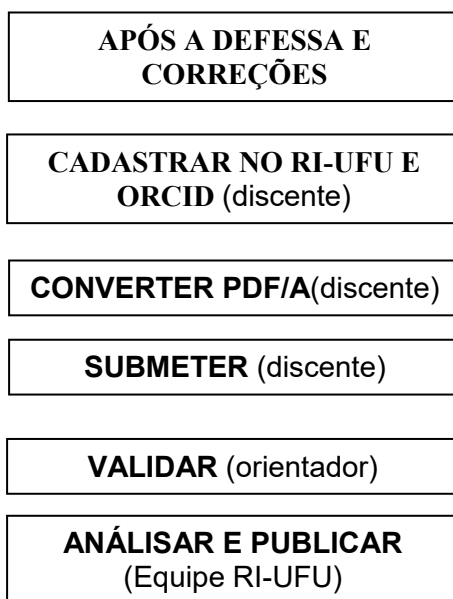 APÓS A DEFESSA E
CORREÇÕES
CADASTRAR NO RI-UFU E
ORCID (discente)
CONVERTER PDF/A(discente)
SUBMETER (discente)
VALIDAR (orientador)
ANÁLISAR E PUBLICAR
(Equipe RI-UFU)